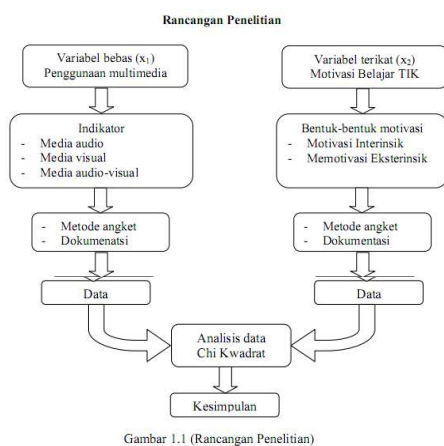 Rancangan Penelitian
Variabel bebas (x₁)
Penggunaan multimedia
Variabel terikat (x₂)
Motivasi Belajar TIK
Indikator
- Media audio
- Media visual
- Media audio-visual
Bentuk-bentuk motivasi
- Motivasi Interinsik
- Memotivasi Eksterinsik
- Metode angket
- Dokumenatsi
- Metode angket
- Dokumentasi
Data
Data
Analisis data
Chi Kwadrat
Kesimpulan
Gambar 1.1 (Rancangan Penelitian)